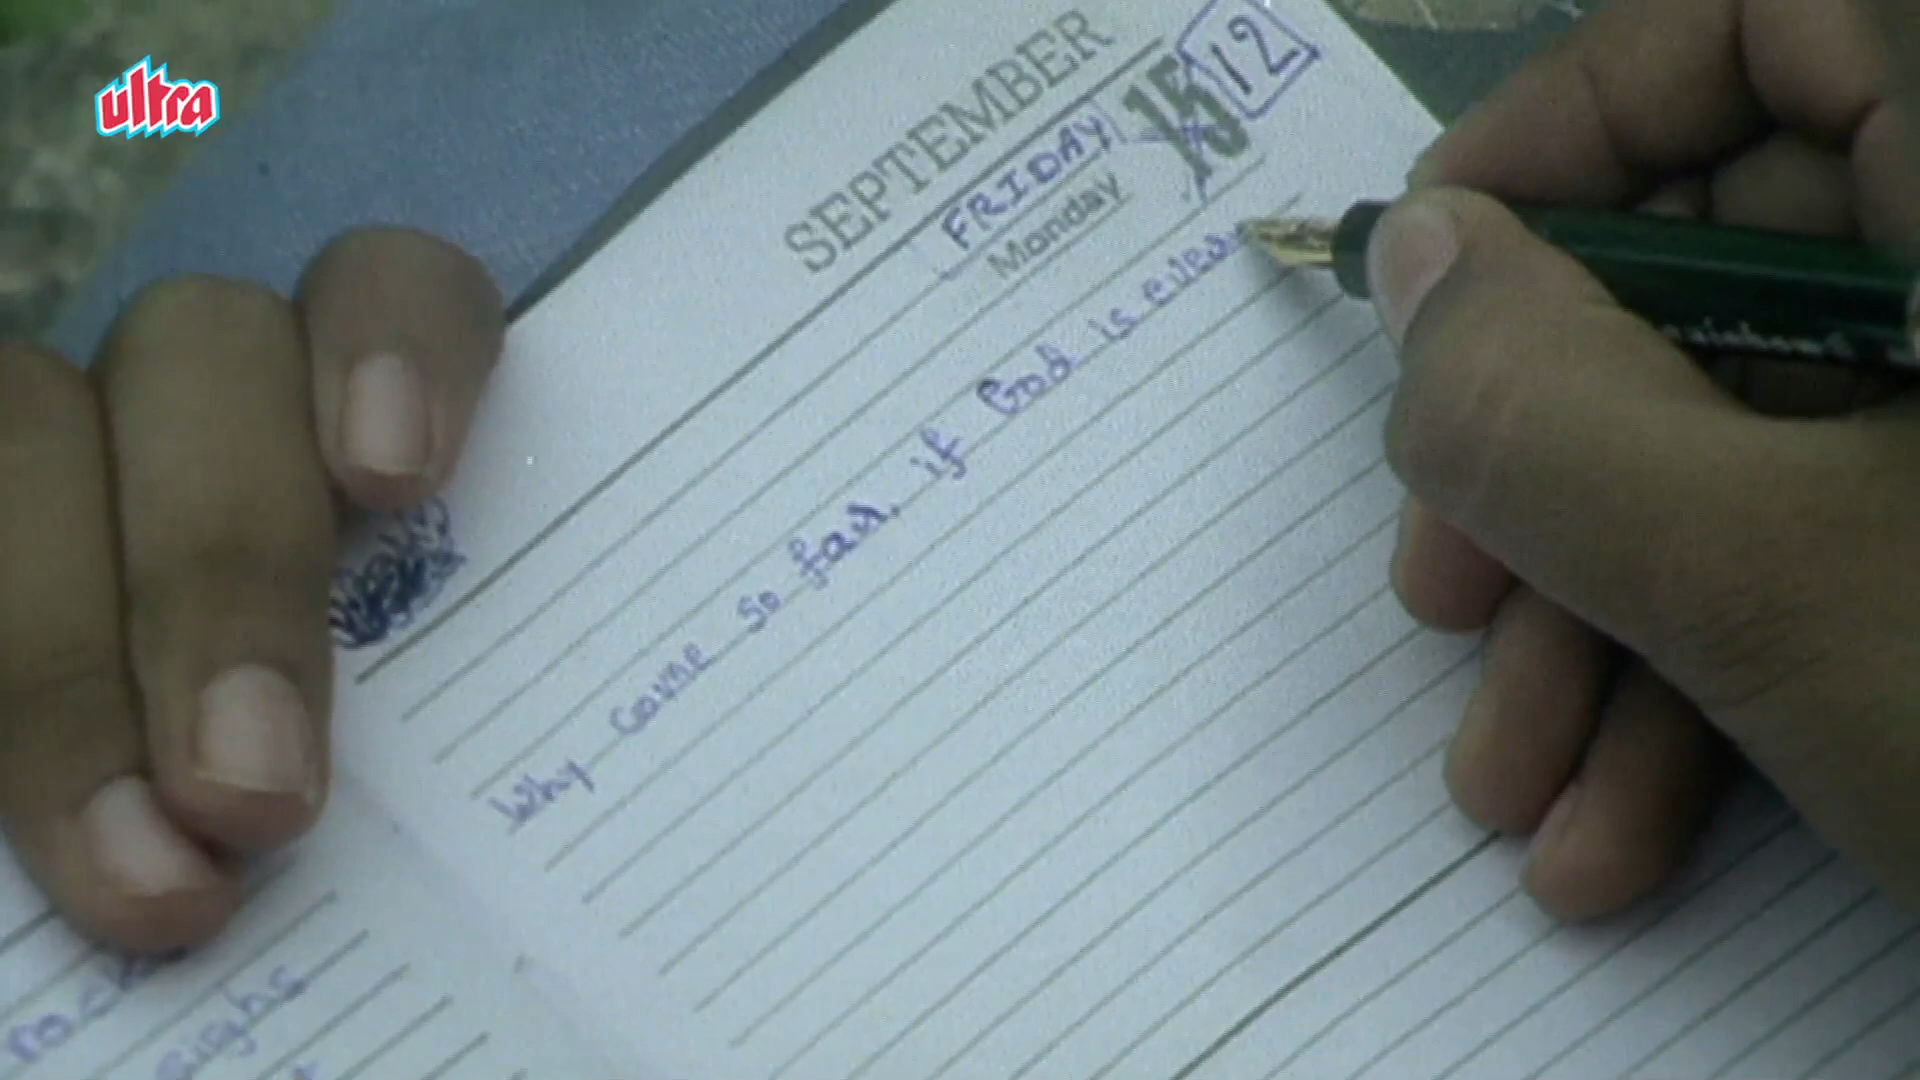 ultra
SEPTEMBER
FRIDAY 15 12
Monday
Why come so far, if God is